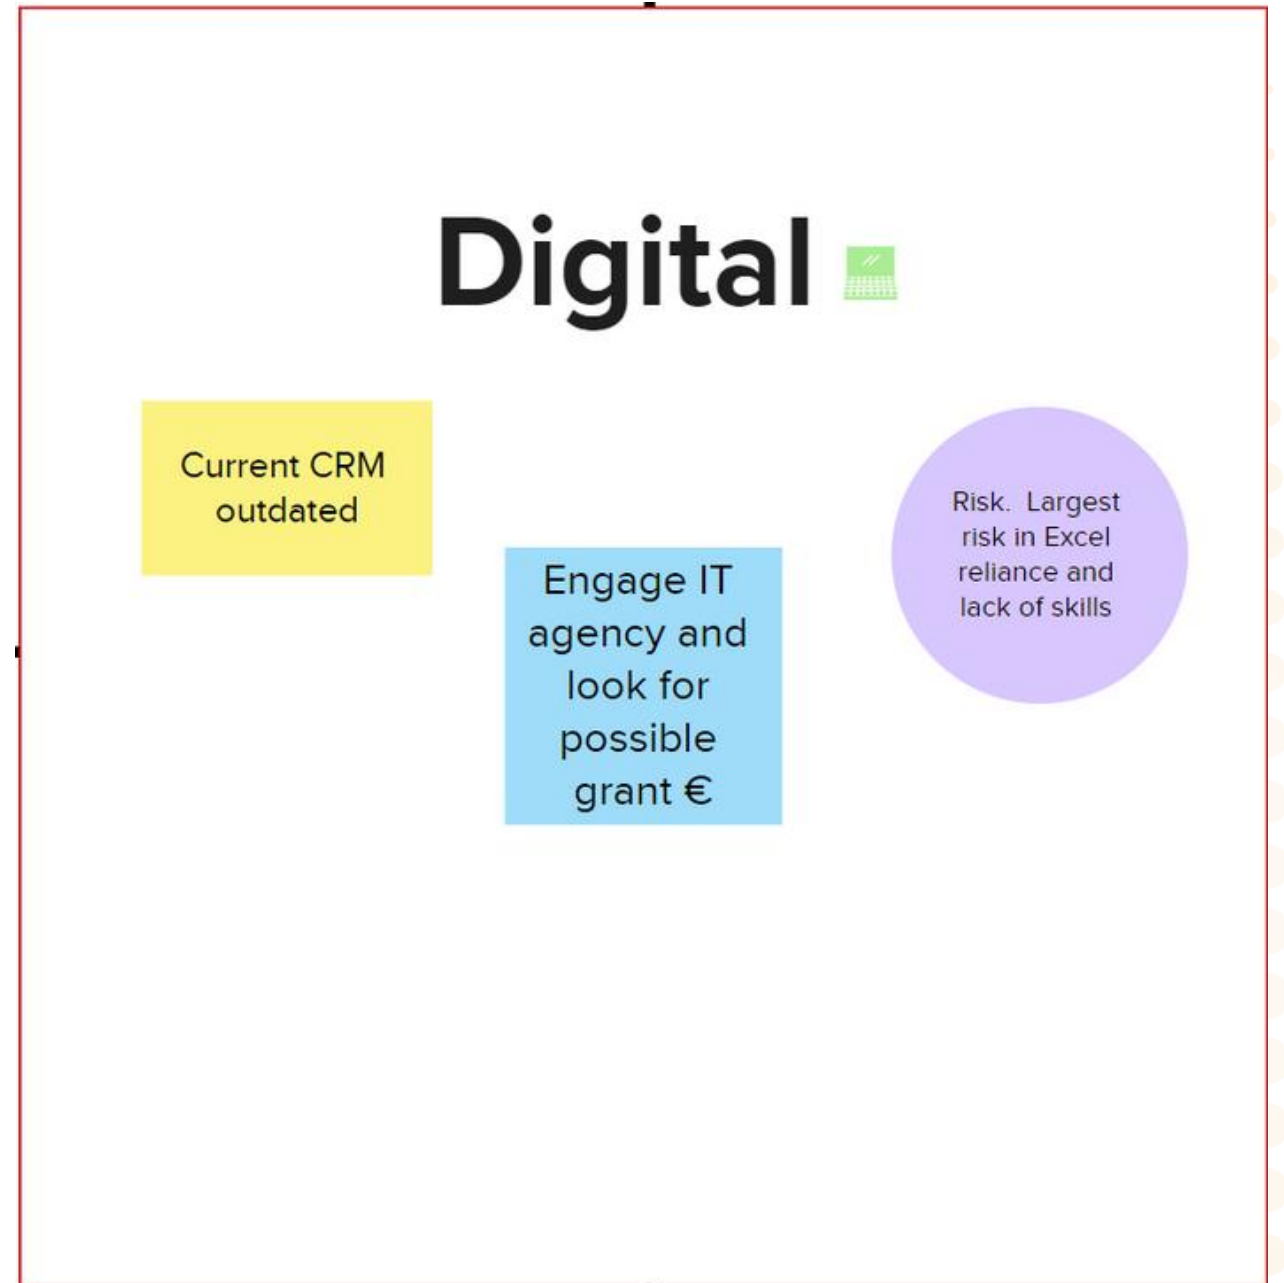 Digital
Current CRM
outdated
Engage IT
agency and
look for
possible
grant €
Risk.  Largest
risk in Excel
reliance and
lack of skills